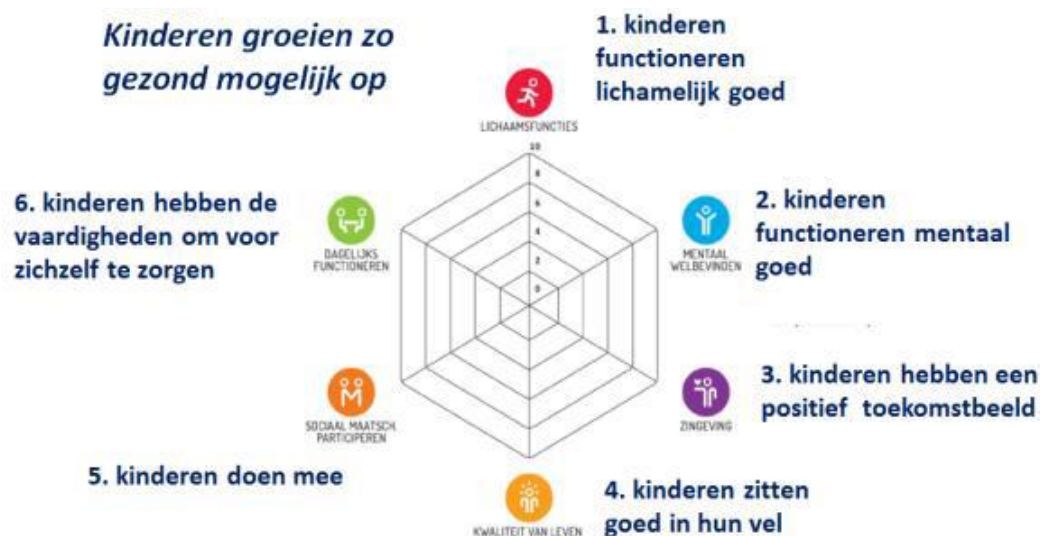 Kinderen groeien zo
gezond mogelijk op
1. kinderen
functioneren
lichamelijk goed
LICHAAMSFUNCTIES
10
8
6
4
2
0
6. kinderen hebben de
vaardigheden om voor
zichzelf te zorgen
DAGELIJKS
FUNCTIONEREN
MENTAAL
WELBEVINDEN
2. kinderen
functioneren mentaal
goed
SOCIAAL MAATSCH.
PARTICIPEREN
ZINGEVING
3. kinderen hebben een
positief toekomstbeeld
5. kinderen doen mee
KWALITEIT VAN LEVEN
4. kinderen zitten
goed in hun vel